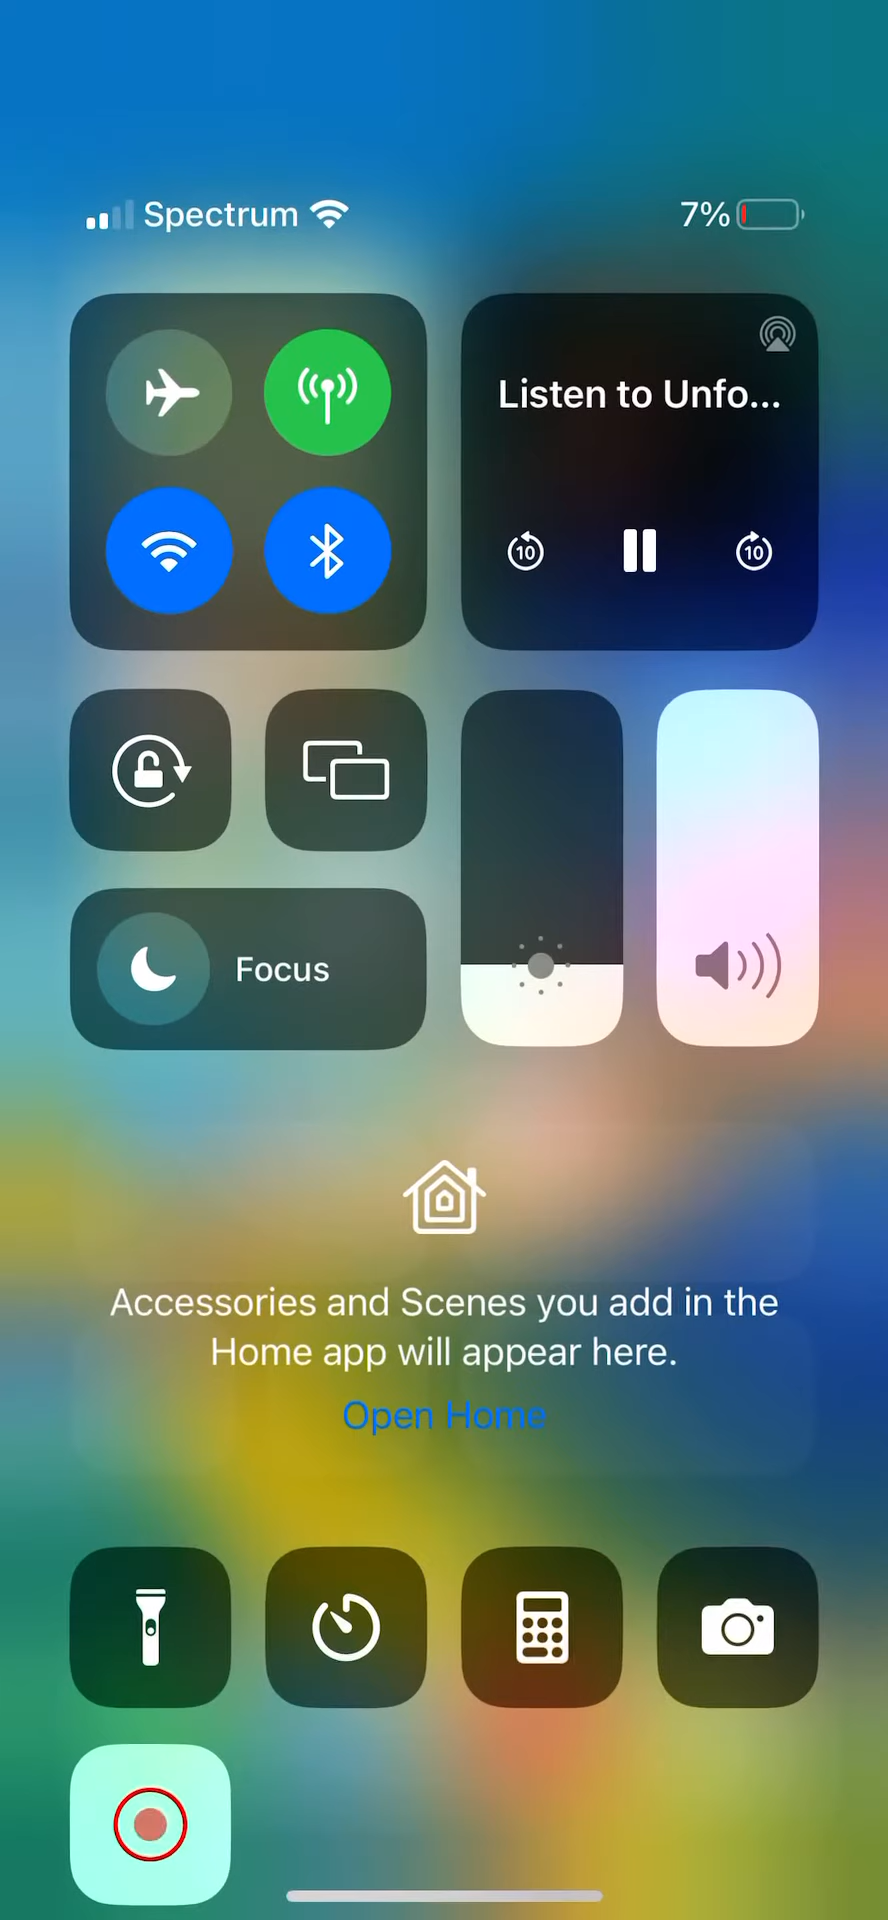 Spectrum 7%
Listen to Unfo...
10 10
Focus
Accessories and Scenes you add in the
Home app will appear here.
Open Home